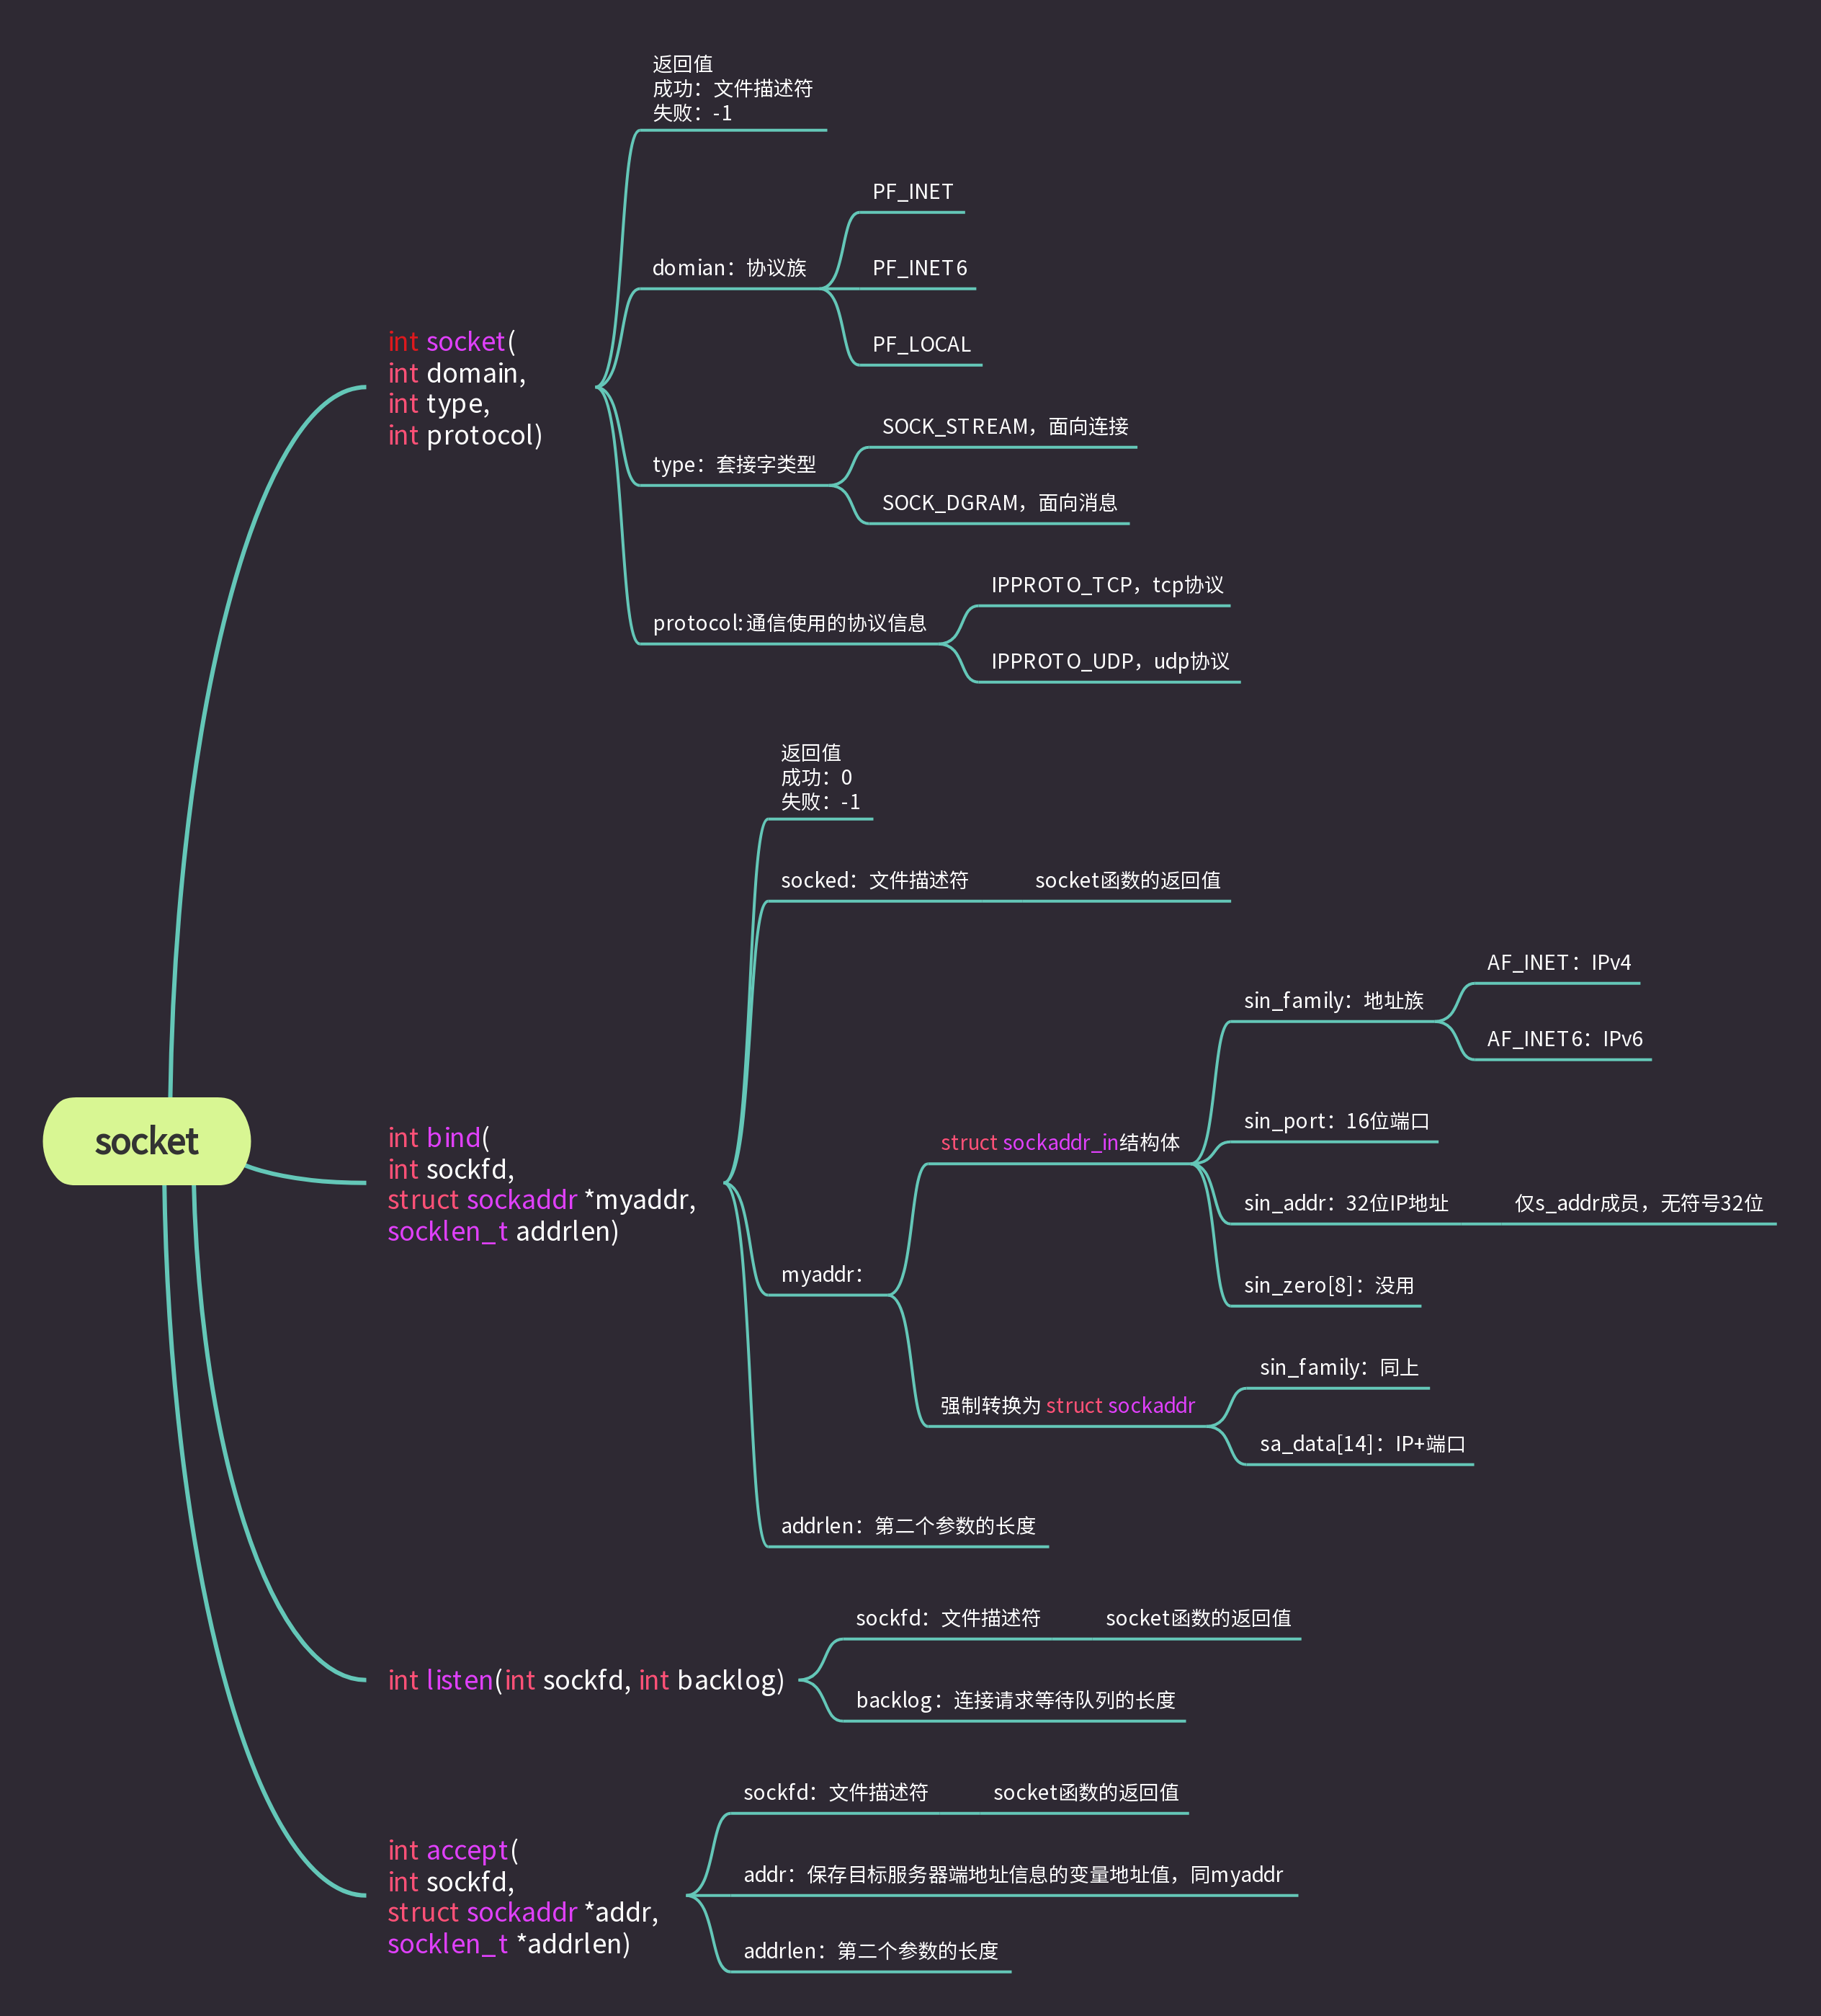 socket
int socket(
int domain,
int type,
int protocol)
返回值
成功：文件描述符
失败：-1
domian：协议族
PF_INET
PF_INET6
PF_LOCAL
type：套接字类型
SOCK_STREAM，面向连接
SOCK_DGRAM，面向消息
protocol:通信使用的协议信息
IPPROTO_TCP，tcp协议
IPPROTO_UDP，udp协议
int bind(
int sockfd,
struct sockaddr *myaddr,
socklen_t addrlen)
返回值
成功：0
失败：-1
socked：文件描述符
socket函数的返回值
myaddr：
struct sockaddr_in结构体
sin_family：地址族
AF_INET：IPv4
AF_INET6：IPv6
sin_port：16位端口
sin_addr：32位IP地址
仅s_addr成员，无符号32位
sin_zero[8]：没用
强制转换为 struct sockaddr
sin_family：同上
sa_data[14]：IP+端口
addrlen：第二个参数的长度
int listen(int sockfd, int backlog)
sockfd：文件描述符
socket函数的返回值
backlog：连接请求等待队列的长度
int accept(
int sockfd,
struct sockaddr *addr,
socklen_t *addrlen)
sockfd：文件描述符
socket函数的返回值
addr：保存目标服务器端地址信息的变量地址值，同myaddr
addrlen：第二个参数的长度